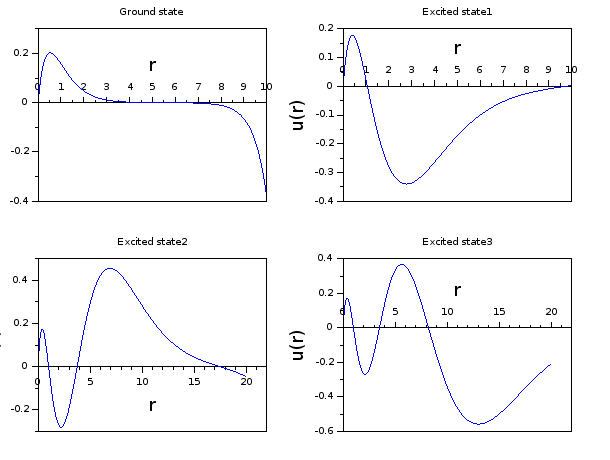 Ground state
r
0 1 2 3 4 5 6 7 8 9 10
0.2
0
-0.2
-0.4
Excited state1
r
u(r)
0 1 2 3 4 5 6 7 8 9 10
0.2
0.1
0
-0.1
-0.2
-0.3
-0.4
Excited state2
0.4
0.2
0
-0.2
0 5 10 15 20
r
Excited state3
r
u(r)
0 5 10 15 20
0.4
0.2
0
-0.2
-0.4
-0.6